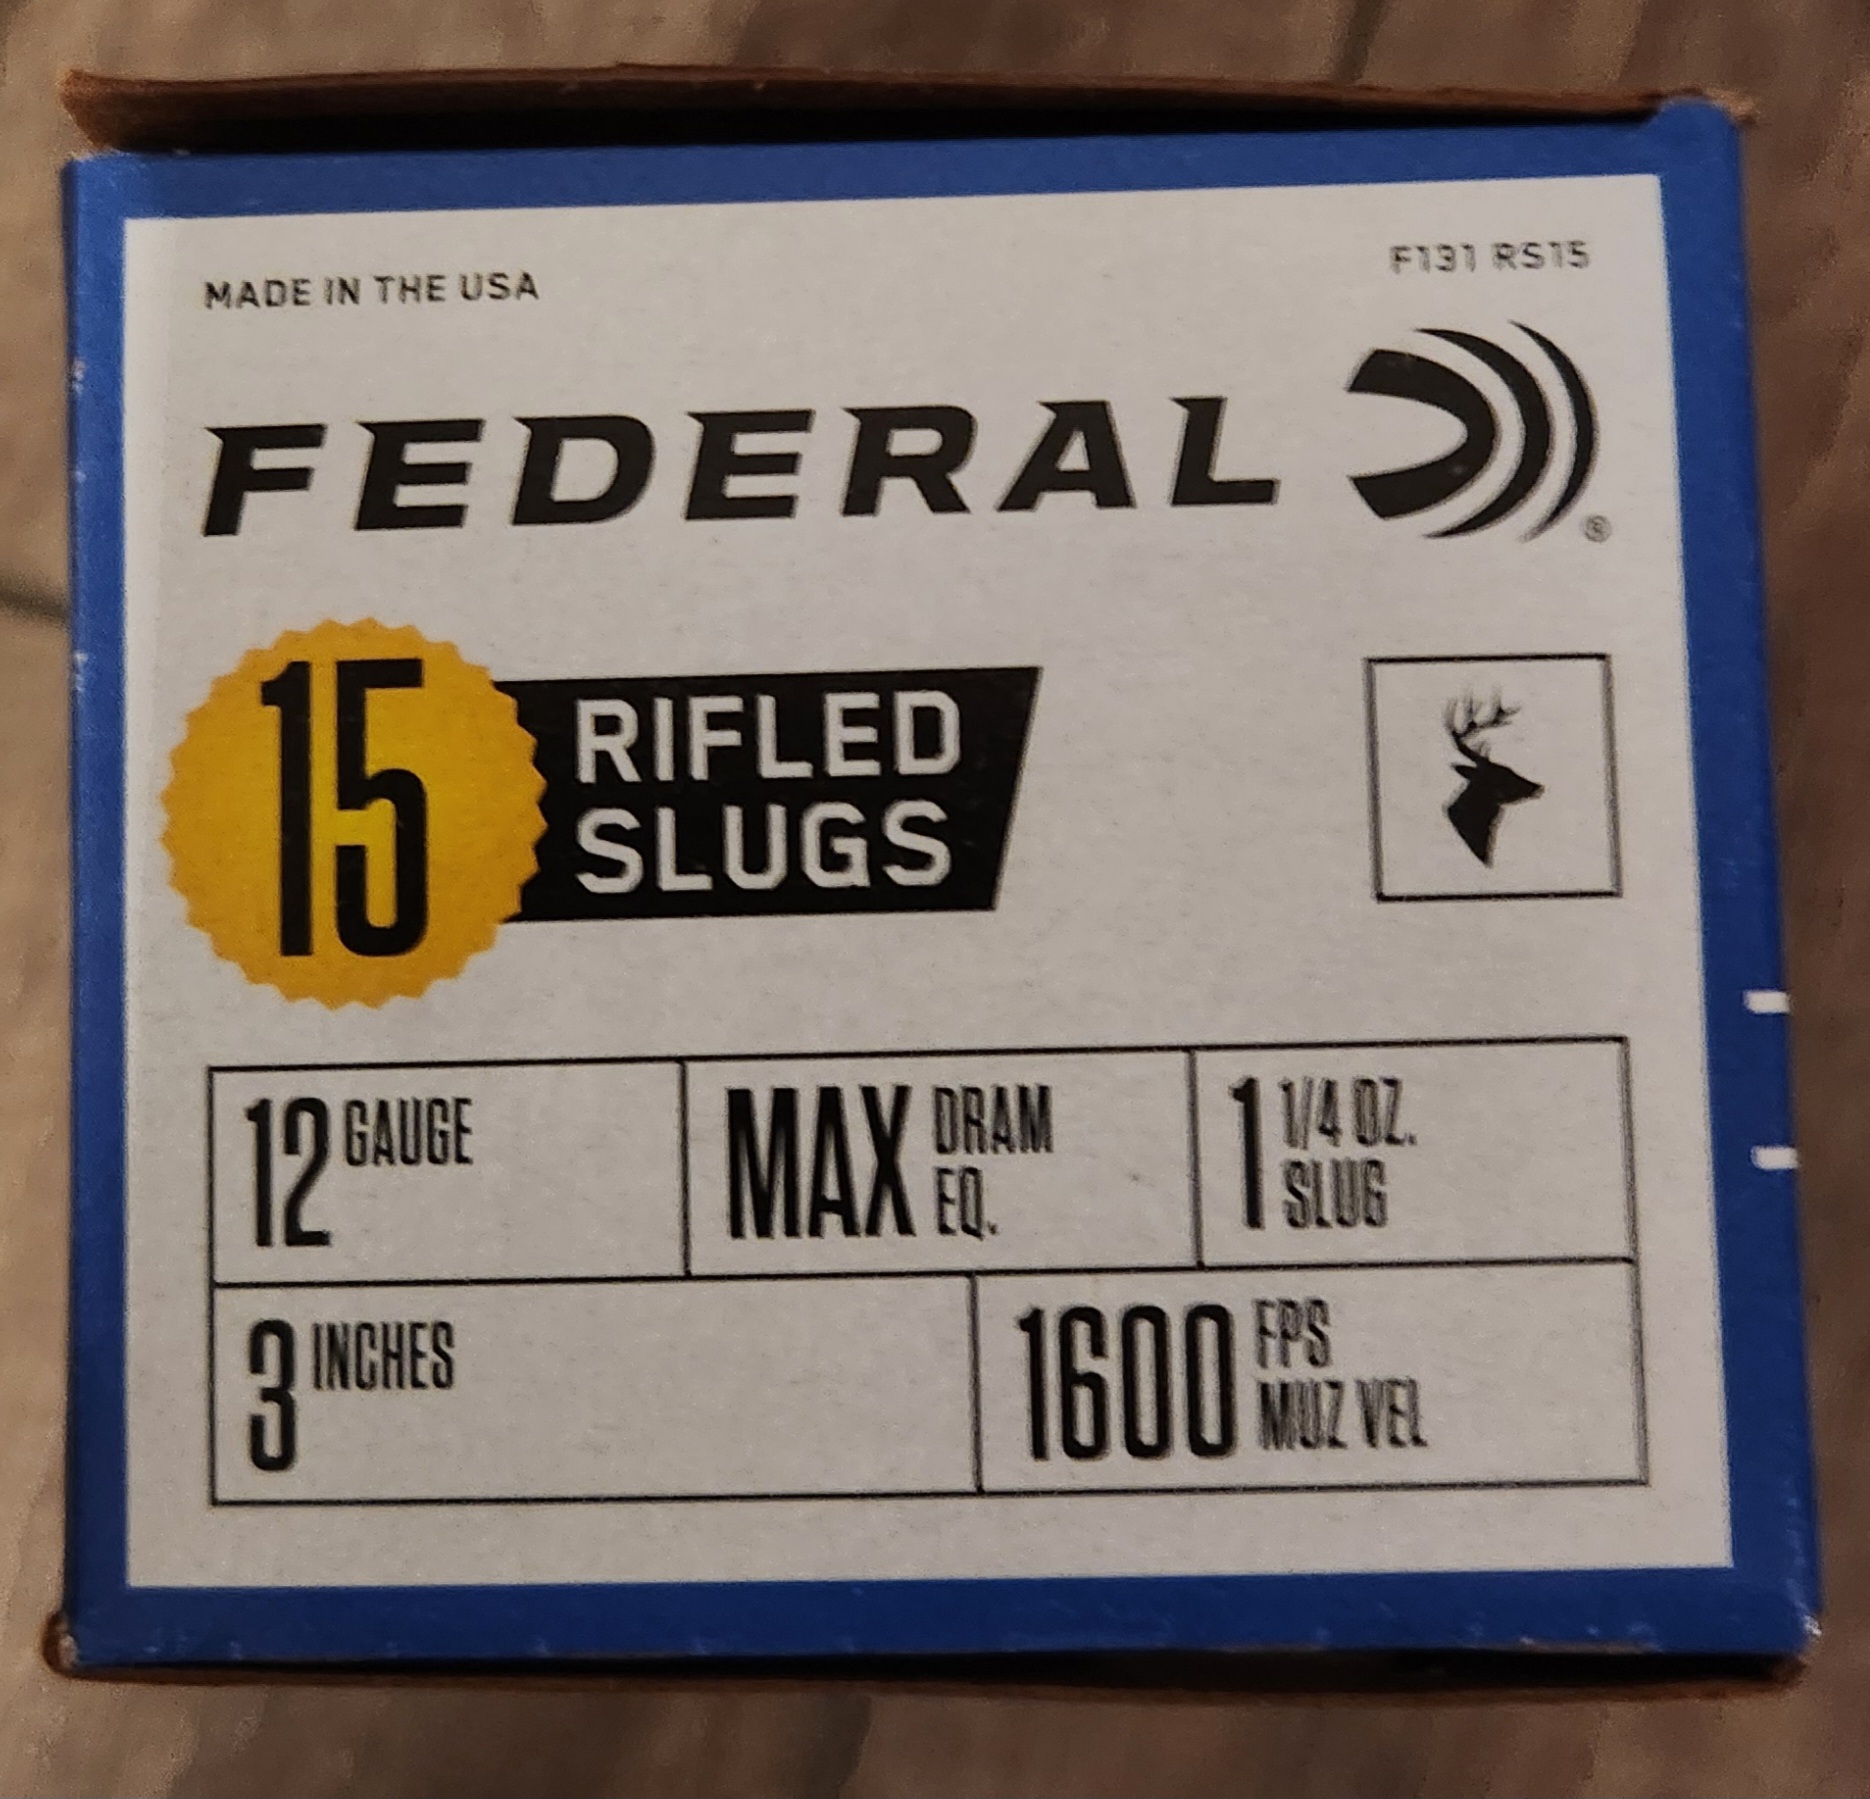 MADE IN THE USA
F131 RS15
FEDERAL ®
15 RIFLED
SLUGS
12 GAUGE
MAX DRAM
EQ.
1 1/4 OZ.
SLUG
3 INCHES
1600 FPS
MUZ VEL